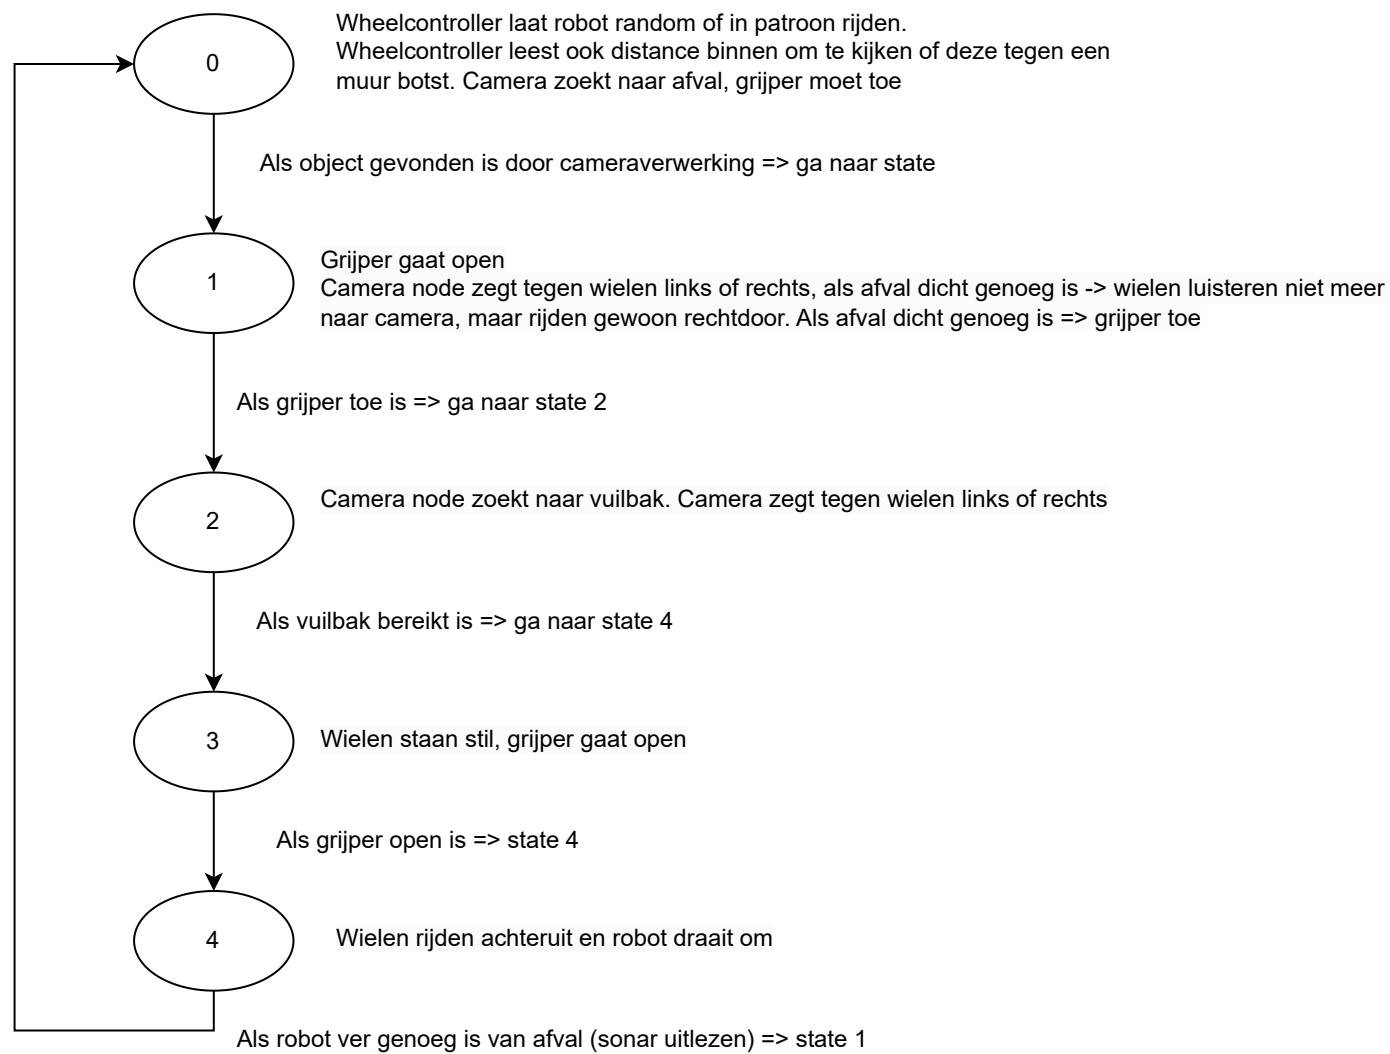 0
Wheelcontroller laat robot random of in patroon rijden.
Wheelcontroller leest ook distance binnen om te kijken of deze tegen een
muur botst. Camera zoekt naar afval, grijper moet toe
Als object gevonden is door cameraverwerking => ga naar state
1
Grijper gaat open
Camera node zegt tegen wielen links of rechts, als afval dicht genoeg is -> wielen luisteren niet meer
naar camera, maar rijden gewoon rechtdoor. Als afval dicht genoeg is => grijper toe
Als grijper toe is => ga naar state 2
2
Camera node zoekt naar vuilbak. Camera zegt tegen wielen links of rechts
Als vuilbak bereikt is => ga naar state 4
3
Wielen staan stil, grijper gaat open
Als grijper open is => state 4
4
Wielen rijden achteruit en robot draait om
Als robot ver genoeg is van afval (sonar uitlezen) => state 1